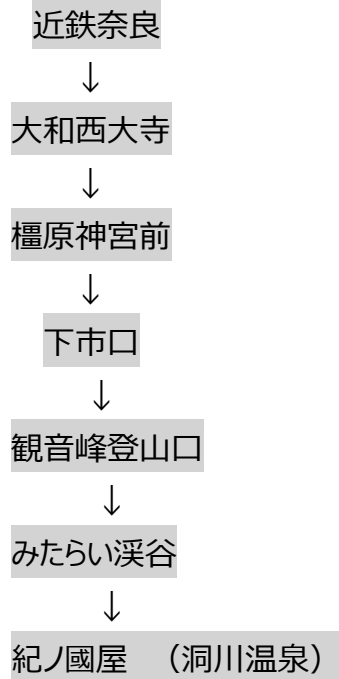 近鉄奈良
↓
大和西大寺
↓
橿原神宮前
↓
下市口
↓
観音峰登山口
↓
みたらい渓谷
↓
紀ノ國屋　（洞川温泉）